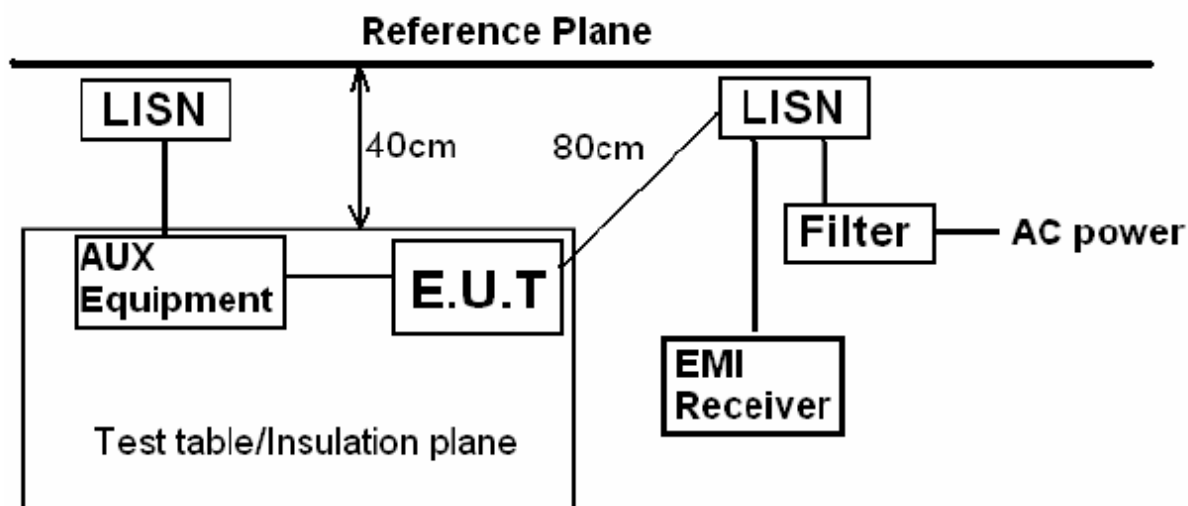 Reference Plane
LISN
40cm
80cm
LISN
Filter
AC power
AUX
Equipment
E.U.T
EMI
Receiver
Test table/Insulation plane